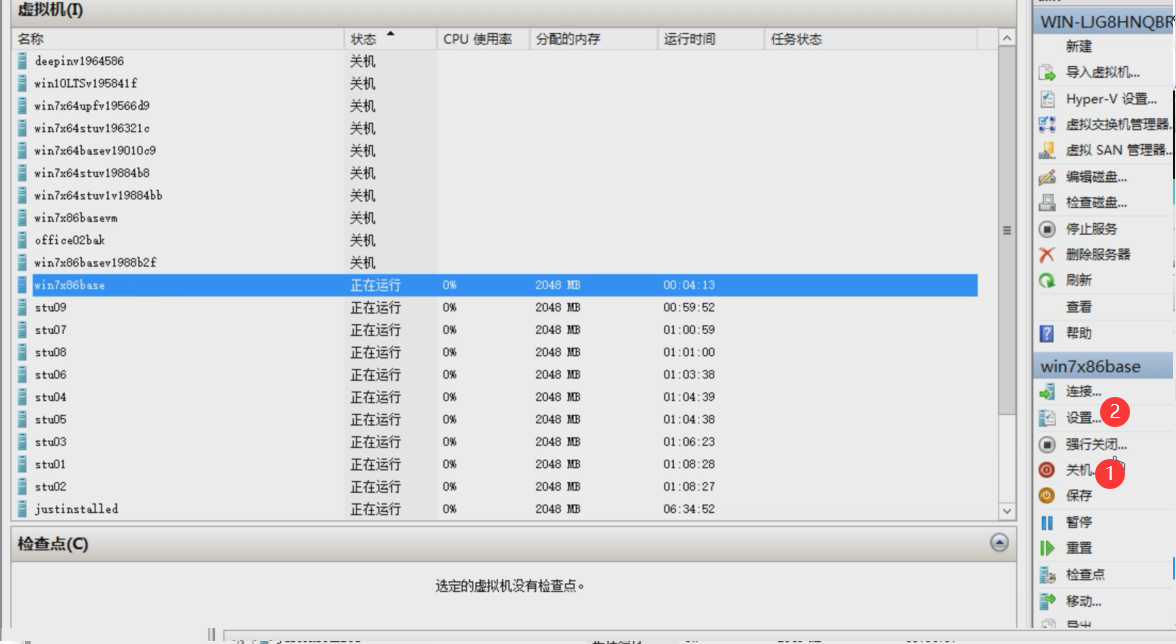 虚拟机(I)
名称 状态 CPU 使用率 分配的内存 运行时间 任务状态
deepinv1964586 关机
win10LTSv195841f 关机
win7x64upfv19566d9 关机
win7x64stuv196321c 关机
win7x64basev19010c9 关机
win7x64stuv19884b8 关机
win7x64stuv1v19884bb 关机
win7x86basevm 关机
office02bak 关机
win7x86basev1988b2f 关机
win7x86base 正在运行 0% 2048 MB 00:04:13
stu09 正在运行 0% 2048 MB 00:59:52
stu07 正在运行 0% 2048 MB 01:00:59
stu08 正在运行 0% 2048 MB 01:01:00
stu06 正在运行 0% 2048 MB 01:03:38
stu04 正在运行 0% 2048 MB 01:04:39
stu05 正在运行 0% 2048 MB 01:04:38
stu03 正在运行 0% 2048 MB 01:06:23
stu01 正在运行 0% 2048 MB 01:08:28
stu02 正在运行 0% 2048 MB 01:08:27
justinstalled 正在运行 0% 2048 MB 06:34:52
检查点(C)
选定的虚拟机没有检查点。
WIN-LJG8HNQBR
新建
导入虚拟机...
Hyper-V 设置...
虚拟交换机管理器...
虚拟 SAN 管理器...
编辑磁盘...
检查磁盘...
停止服务
删除服务器
刷新
查看
帮助
win7x86base
连接...
设置... 2
强行关闭...
关机... 1
保存
暂停
重置
检查点
移动...
导出